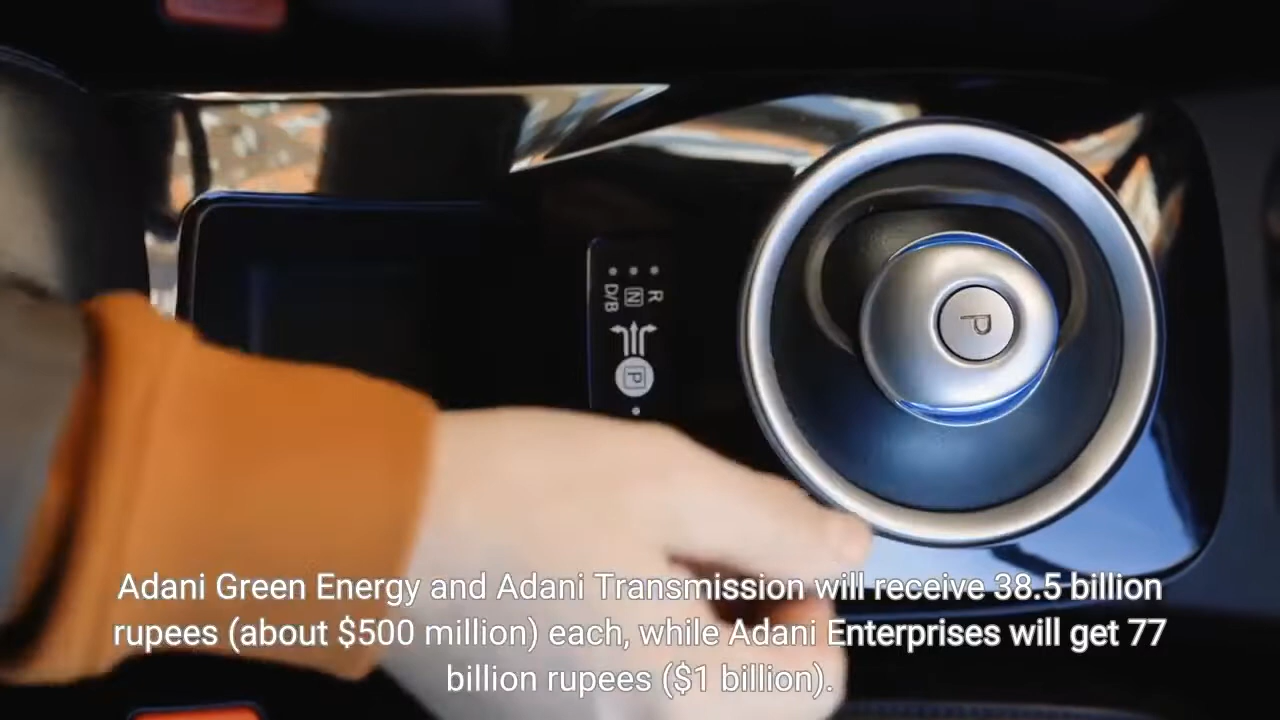 R
N
D/B
P
P
Adani Green Energy and Adani Transmission will receive 38.5 billion
rupees (about $500 million) each, while Adani Enterprises will get 77
billion rupees ($1 billion).